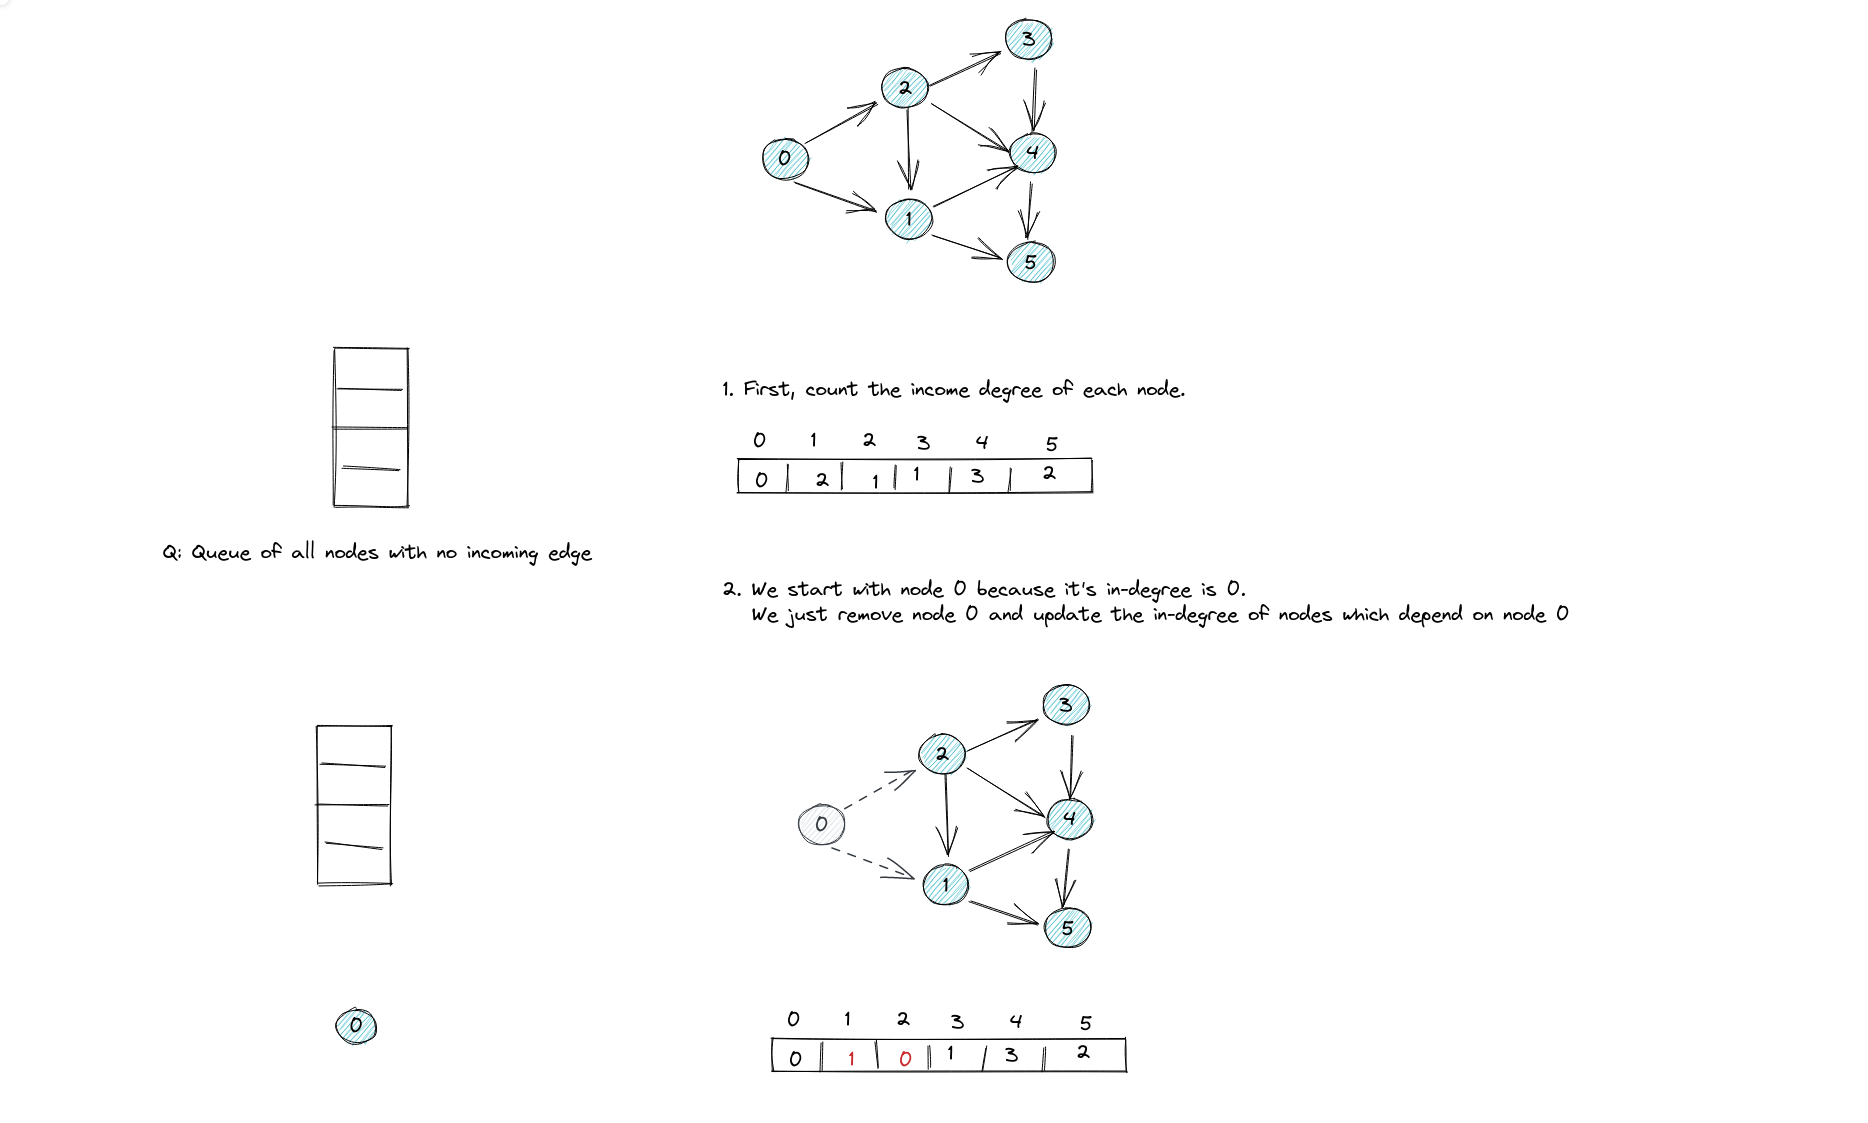 3
2
4
0
1
5
1. First, count the income degree of each node.
0 1 2 3 4 5
0 2 1 1 3 2
Q: Queue of all nodes with no incoming edge
2. We start with node 0 because it's in-degree is 0.
We just remove node 0 and update the in-degree of nodes which depend on node 0
3
2
4
0
1
5
0
0 1 2 3 4 5
0 1 0 1 3 2